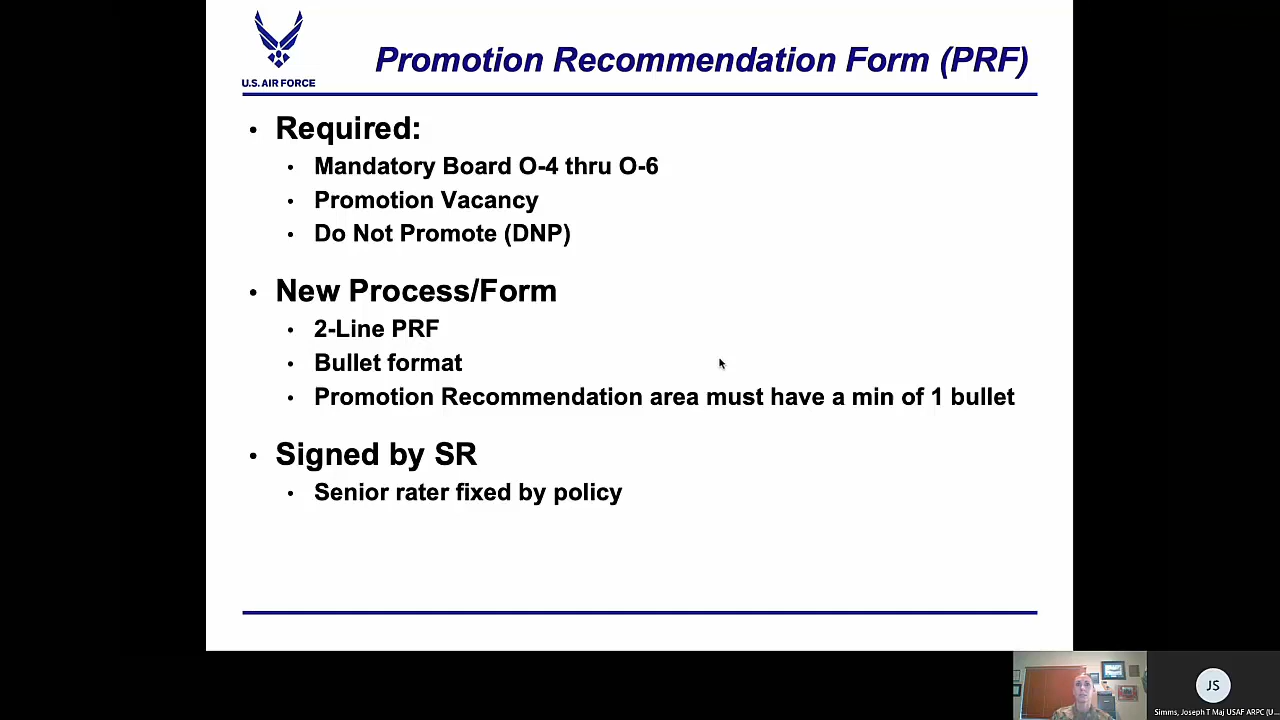 U.S. AIR FORCE
Promotion Recommendation Form (PRF)
• Required:
• Mandatory Board O-4 thru O-6
• Promotion Vacancy
• Do Not Promote (DNP)
• New Process/Form
• 2-Line PRF
• Bullet format
• Promotion Recommendation area must have a min of 1 bullet
• Signed by SR
• Senior rater fixed by policy
JS
Simms, Joseph T Maj USAF ARPC (U...